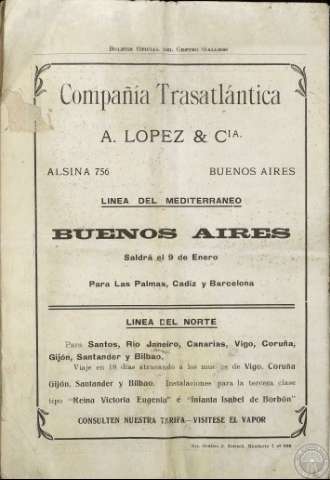 BOLETIN OFICIAL DEL CENTRO GALLEGO
Compañia Trasatlántica
A. LOPEZ & CIA.
ALSINA 756 BUENOS AIRES
LINEA DEL MEDITERRANEO
BUENOS AIRES
Saldrá el 9 de Enero
Para Las Palmas, Cadiz y Barcelona
LINEA DEL NORTE
Para Santos, Rio Janeiro, Canarias, Vigo, Coruña,
Gijón, Santander y Bilbao.
Viaje en 18 dias atracando a los muelles de Vigo, Coruña
Gijón, Santander y Bilbao. Instalaciones para la tercera clase
tipo "Reina Victoria Eugenia" é "Infanta Isabel de Borbón"
CONSULTEN NUESTRA TARIFA - VISITESE EL VAPOR